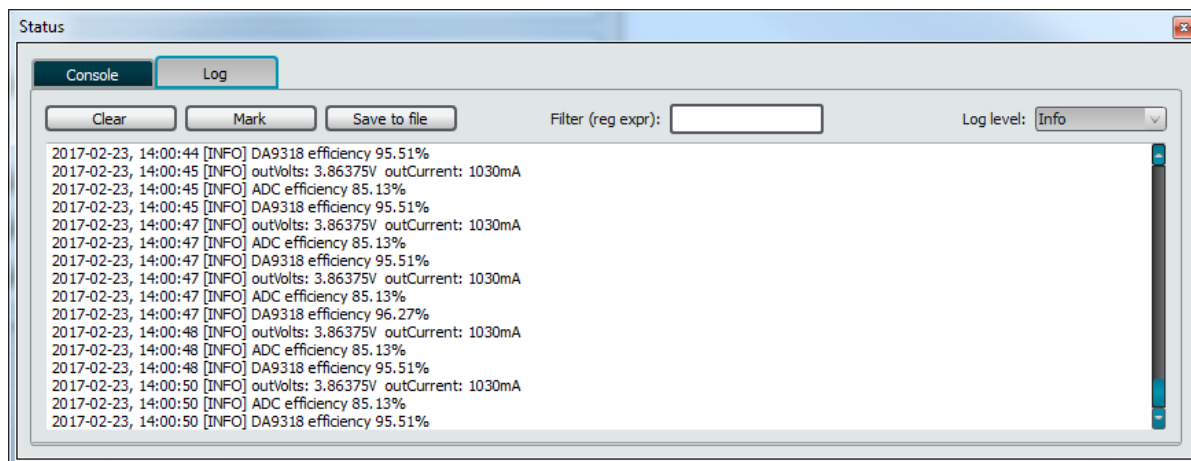 Status
Console Log
Clear Mark Save to file Filter (reg expr): Log level: Info
2017-02-23, 14:00:44 [INFO] DA9318 efficiency 95.51%
2017-02-23, 14:00:45 [INFO] outVolts: 3.86375V outCurrent: 1030mA
2017-02-23, 14:00:45 [INFO] ADC efficiency 85.13%
2017-02-23, 14:00:45 [INFO] DA9318 efficiency 95.51%
2017-02-23, 14:00:47 [INFO] outVolts: 3.86375V outCurrent: 1030mA
2017-02-23, 14:00:47 [INFO] ADC efficiency 85.13%
2017-02-23, 14:00:47 [INFO] DA9318 efficiency 95.51%
2017-02-23, 14:00:47 [INFO] outVolts: 3.86375V outCurrent: 1030mA
2017-02-23, 14:00:47 [INFO] ADC efficiency 85.13%
2017-02-23, 14:00:47 [INFO] DA9318 efficiency 96.27%
2017-02-23, 14:00:48 [INFO] outVolts: 3.86375V outCurrent: 1030mA
2017-02-23, 14:00:48 [INFO] ADC efficiency 85.13%
2017-02-23, 14:00:48 [INFO] DA9318 efficiency 95.51%
2017-02-23, 14:00:50 [INFO] outVolts: 3.86375V outCurrent: 1030mA
2017-02-23, 14:00:50 [INFO] ADC efficiency 85.13%
2017-02-23, 14:00:50 [INFO] DA9318 efficiency 95.51%